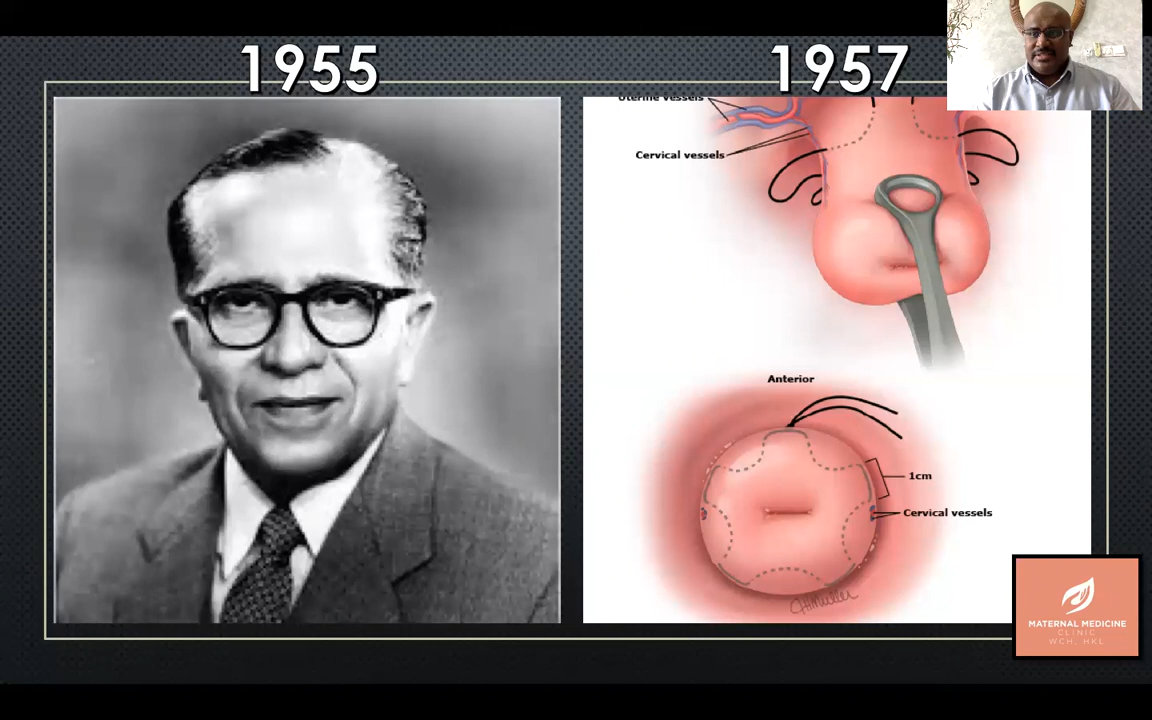 1955
1957
Uterine vessels
Cervical vessels
Anterior
1cm
Cervical vessels
MATERNAL MEDICINE
CLINIC
WCH, HKL